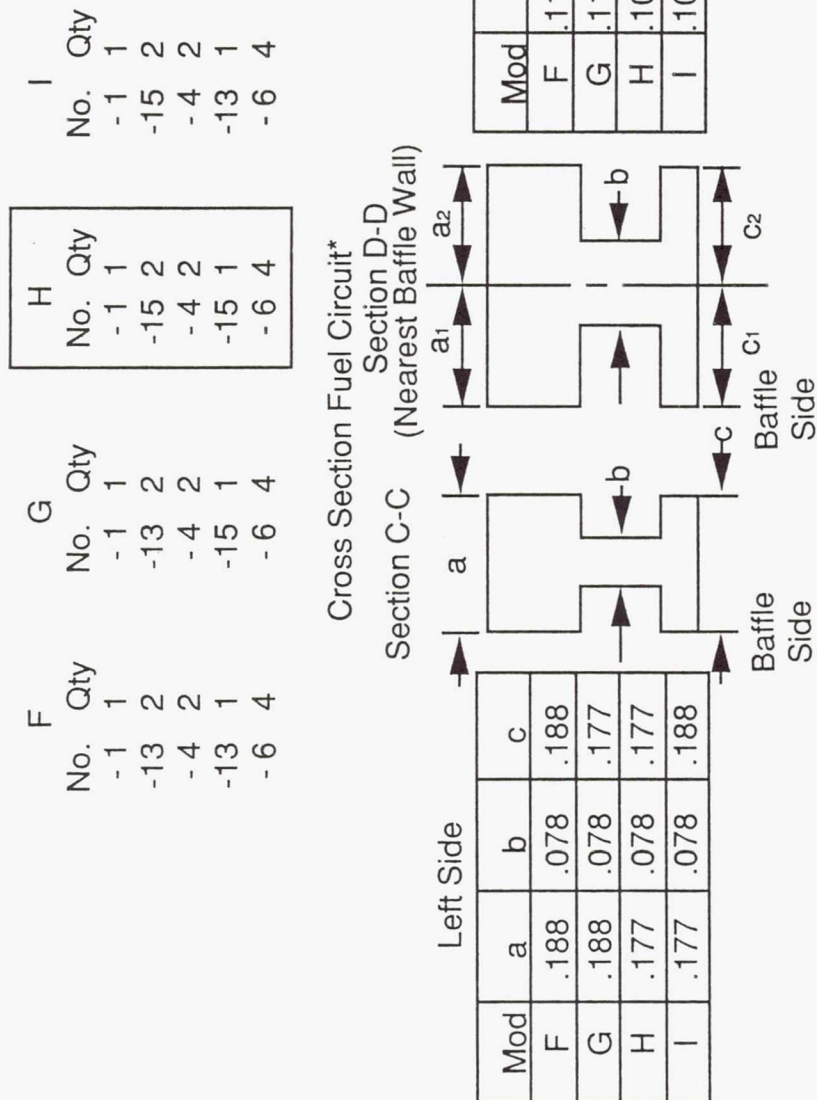 F
No. Qty
- 1 1
-13 2
- 4 2
-13 1
- 6 4
G
No. Qty
- 1 1
-13 2
- 4 2
-15 1
- 6 4
H
No. Qty
- 1 1
-15 2
- 4 2
-15 1
- 6 4
I
No. Qty
- 1 1
-15 2
- 4 2
-13 1
- 6 4
Cross Section Fuel Circuit*
Left Side
Mod a b c
F .188 .078 .188
G .188 .078 .177
H .177 .078 .177
I .177 .078 .188
Section C-C
a
b
c
Baffle
Side
Section D-D
(Nearest Baffle Wall)
a1 a2
b
c1 c2
Baffle
Side
Mod
F
G
H
I